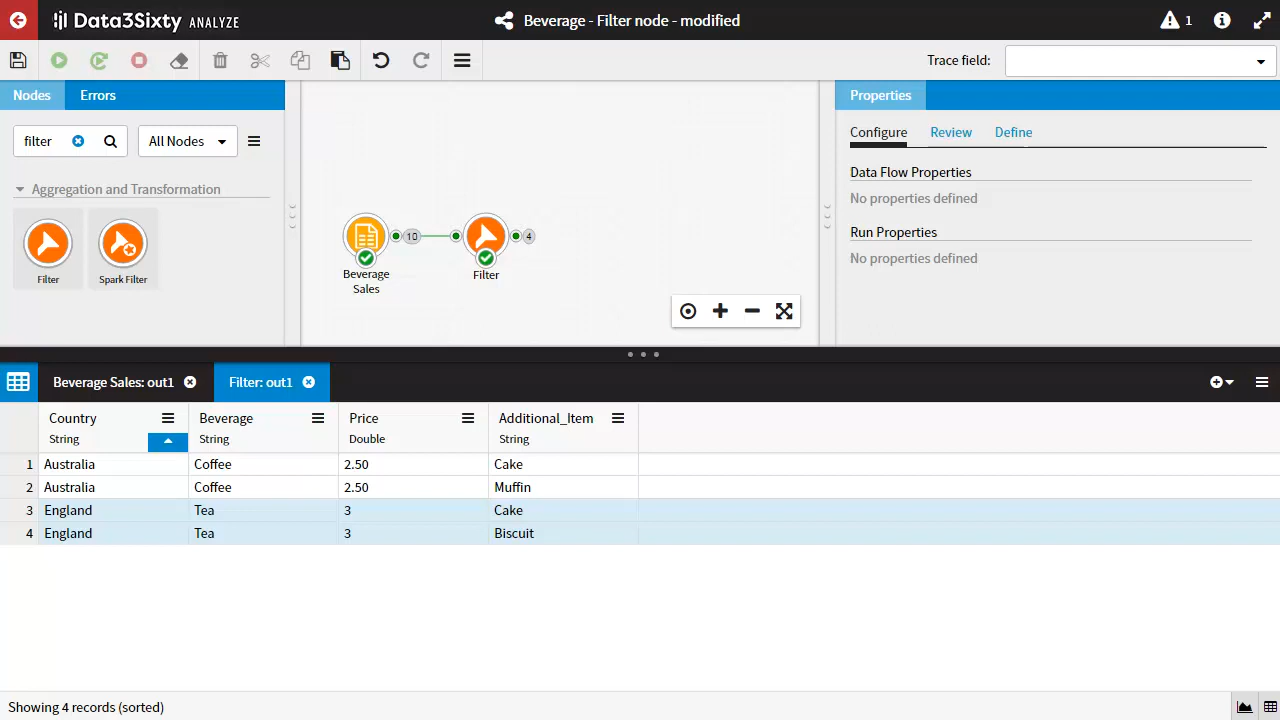 Data3Sixty ANALYZE
Beverage - Filter node - modified
1
Trace field:
Nodes
Errors
filter
All Nodes
Aggregation and Transformation
Filter
Spark Filter
10
4
Beverage
Sales
Filter
Properties
Configure
Review
Define
Data Flow Properties
No properties defined
Run Properties
No properties defined
Beverage Sales: out1
Filter: out1
Country Beverage Price Additional_Item
String String Double String
1 Australia Coffee 2.50 Cake
2 Australia Coffee 2.50 Muffin
3 England Tea 3 Cake
4 England Tea 3 Biscuit
Showing 4 records (sorted)